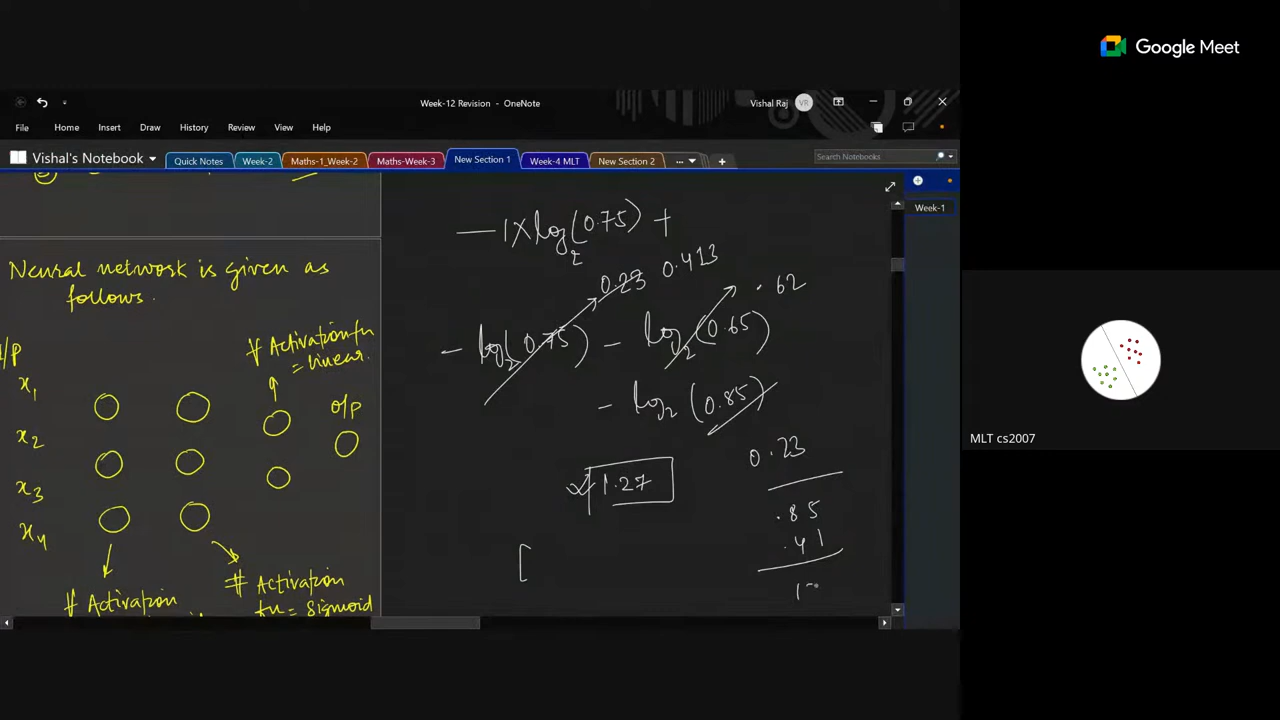 Google Meet
Week-12 Revision - OneNote
Vishal Raj VR
File Home Insert Draw History Review View Help
Vishal's Notebook Quick Notes Week-2 Maths-1_Week-2 Maths-Week-3 New Section 1 Week-4 MLT New Section 2 ... Search Notebooks
Week-1
Neural network is given as
follows.
I/P
# Activation fn
= linear.
x1
O/P
x2
x3
x4
# Activation
# Activation
fn = Sigmoid
— 1 X log2(0.75) +
0.23 0.413 .62
- log2(0.75) - log2(0.65)
- log2(0.85)
0.23
1.27
.85
.41
MLT cs2007